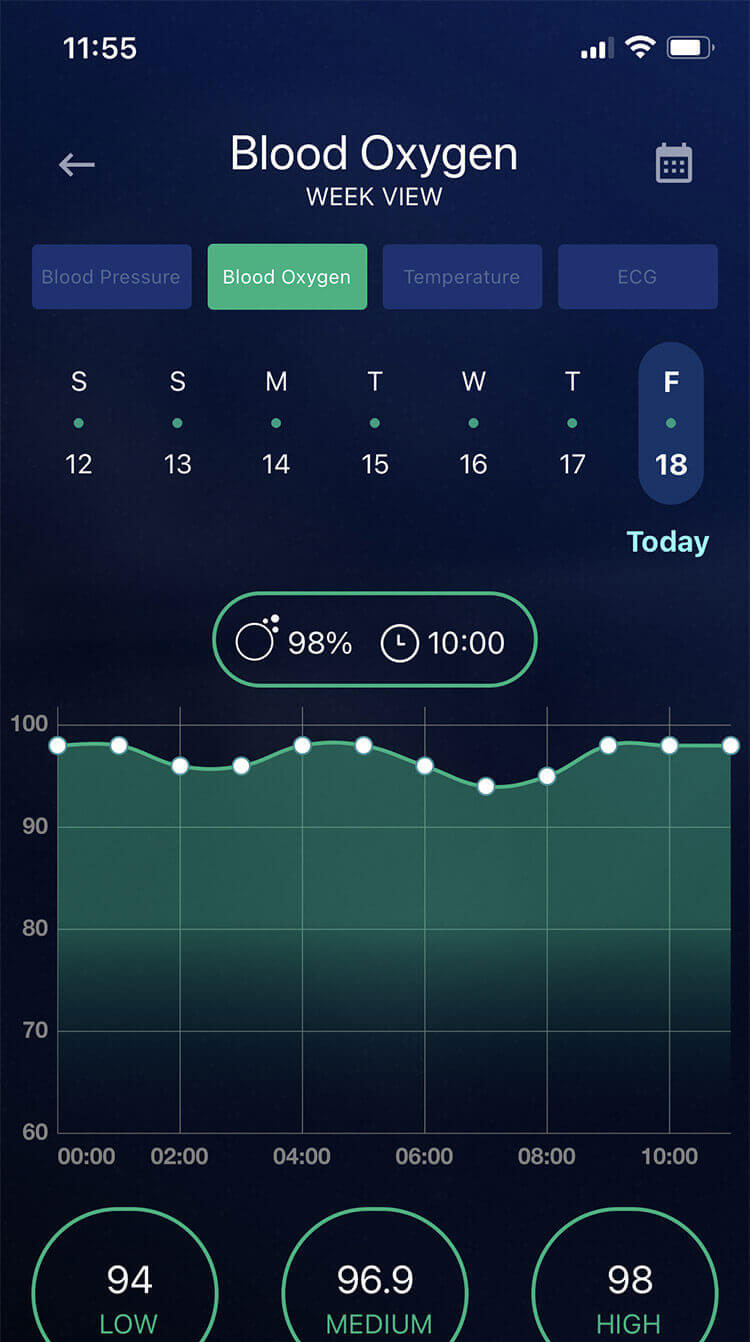 11:55
Blood Oxygen
WEEK VIEW
Blood Pressure Blood Oxygen Temperature ECG
S S M T W T F
12 13 14 15 16 17 18
Today
98% 10:00
100
90
80
70
60
00:00 02:00 04:00 06:00 08:00 10:00
94 96.9 98
LOW MEDIUM HIGH